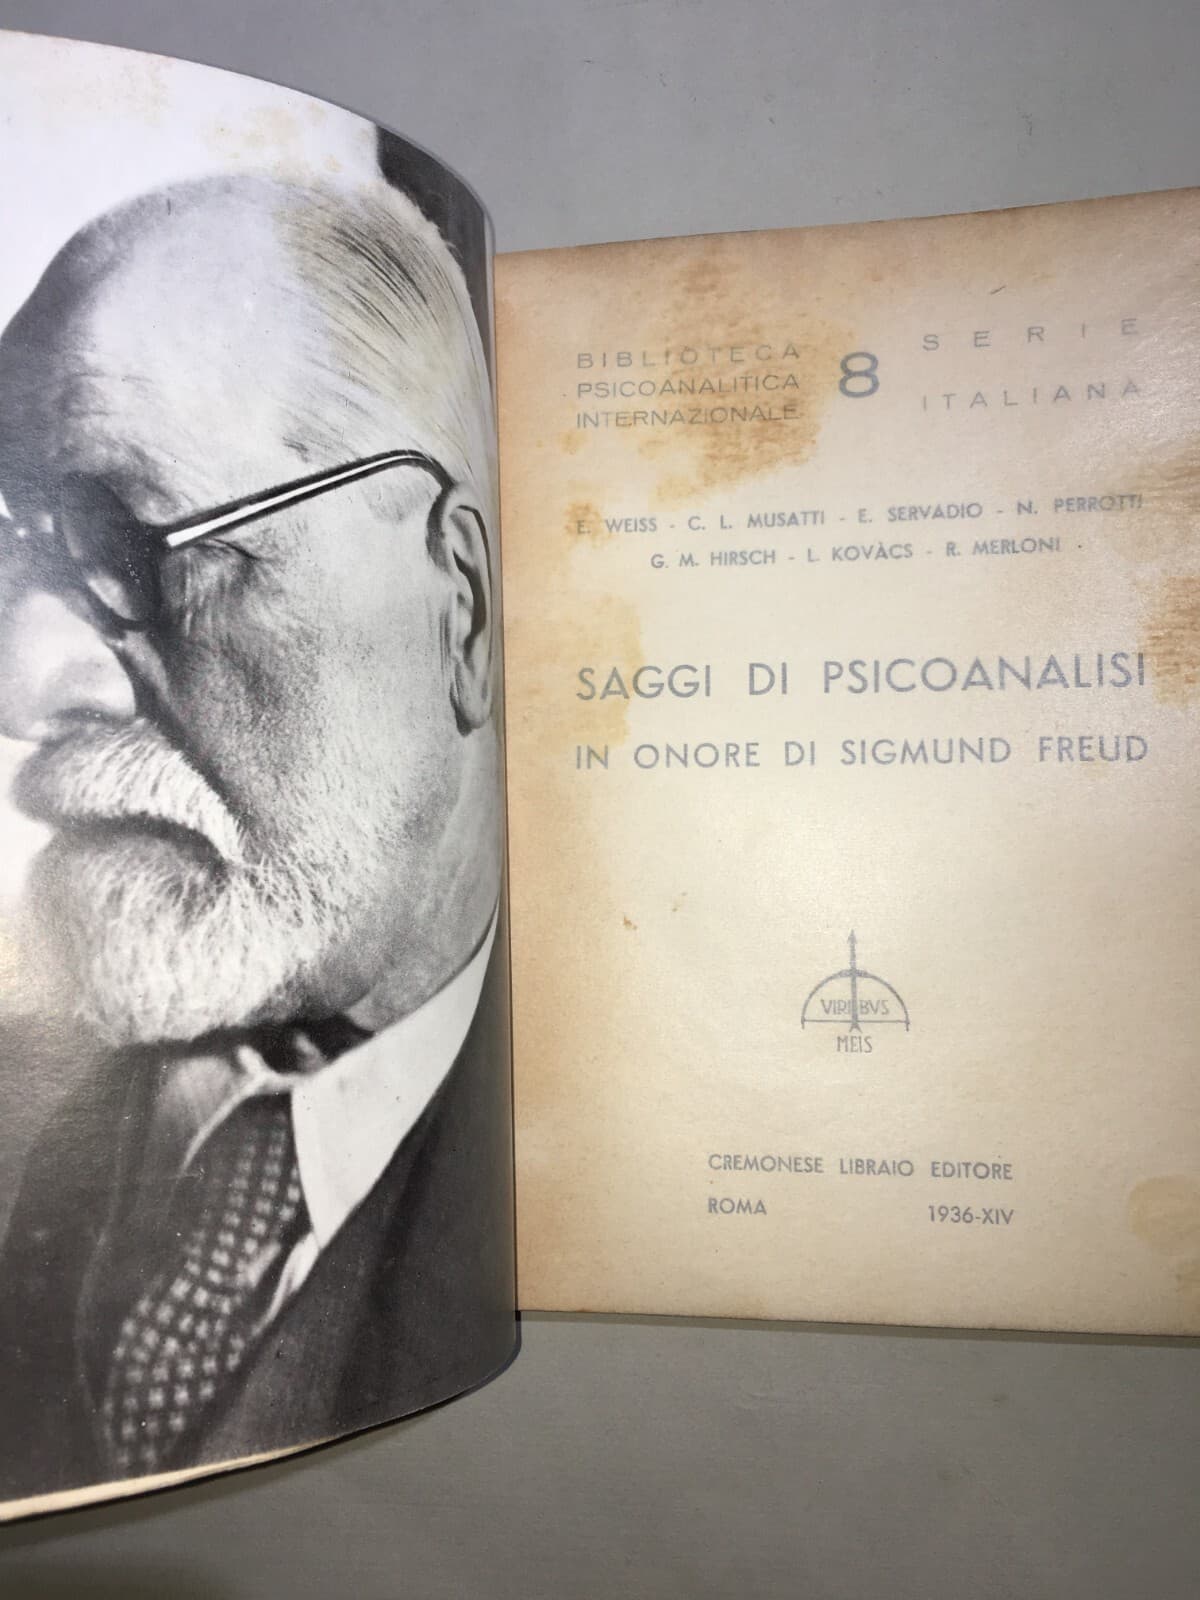 BIBLIOTECA
PSICOANALITICA
INTERNAZIONALE
8
SERIE
ITALIANA
E. WEISS - C. L. MUSATTI - E. SERVADIO - N. PERROTTI
G. M. HIRSCH - L. KOVÀCS - R. MERLONI
SAGGI DI PSICOANALISI
IN ONORE DI SIGMUND FREUD
VIRIBVS
MEIS
CREMONESE LIBRAIO EDITORE
ROMA 1936-XIV